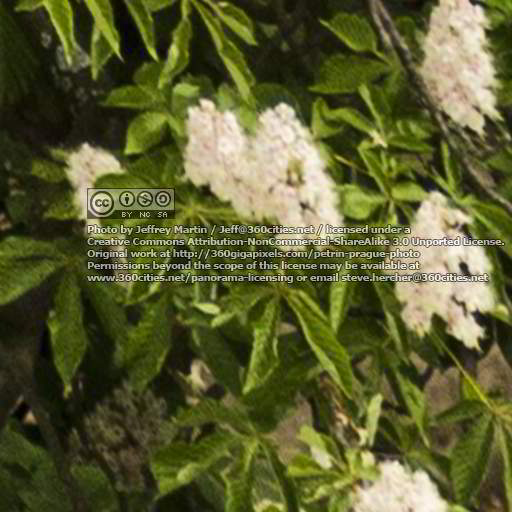 cc BY NC SA
Photo by Jeffrey Martin / Jeff@360cities.net / licensed under a
Creative Commons Attribution-NonCommercial-ShareAlike 3.0 Unported License.
Original work at http://360gigapixels.com/petrin-prague-photo
Permissions beyond the scope of this license may be available at
www.360cities.net/panorama-licensing or email steve.hercher@360cities.net